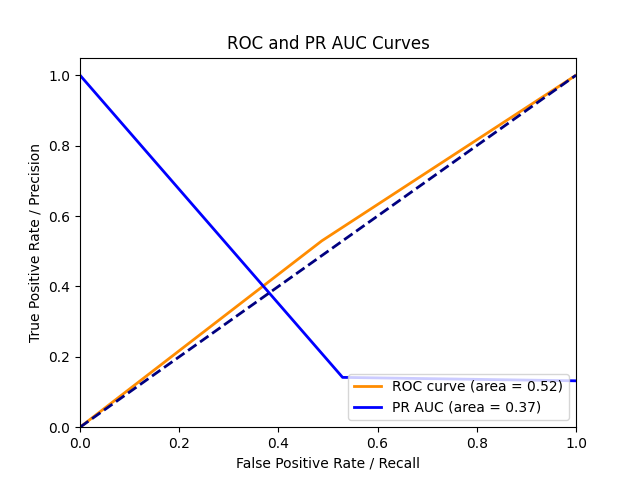 ROC and PR AUC Curves
True Positive Rate / Precision
1.0
0.8
0.6
0.4
0.2
0.0
0.0 0.2 0.4 0.6 0.8 1.0
False Positive Rate / Recall
ROC curve (area = 0.52)
PR AUC (area = 0.37)